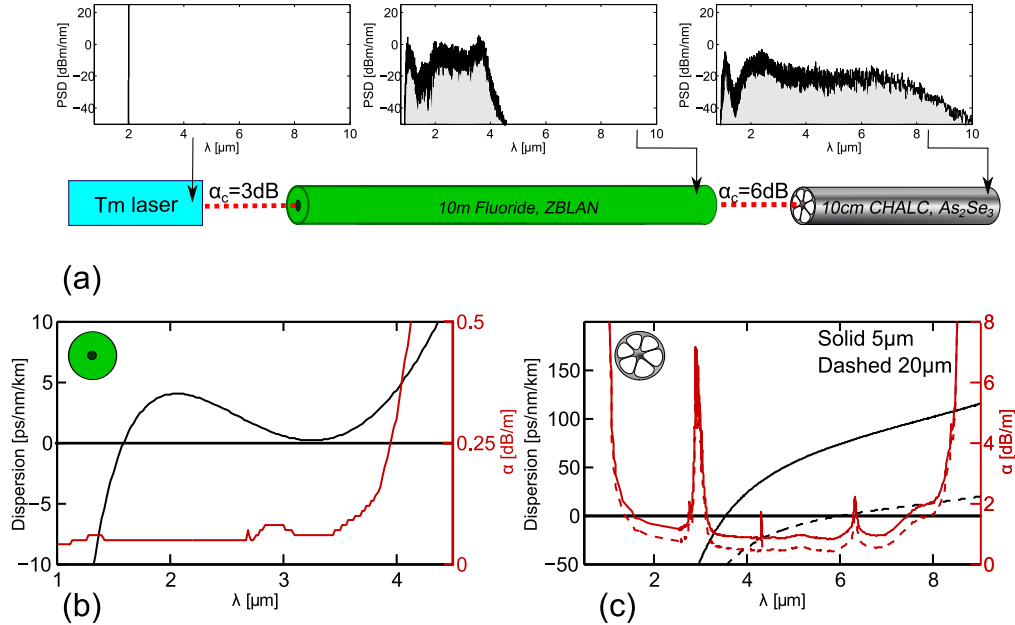 PSD [dBm/nm]
20
0
−20
−40
2
4
6
8
10
λ [μm]
PSD [dBm/nm]
20
0
−20
−40
2
4
6
8
10
λ [μm]
PSD [dBm/nm]
20
0
−20
−40
2
4
6
8
10
λ [μm]
Tm laser
αc=3dB
10m Fluoride, ZBLAN
αc=6dB
10cm CHALC, As2Se3
(a)
Dispersion [ps/nm/km]
10
5
0
−5
−10
1
2
3
4
λ [μm]
0.5
0.25
0
α [dB/m]
(b)
Dispersion [ps/nm/km]
150
100
50
0
−50
2
4
6
8
λ [μm]
Solid 5μm
Dashed 20μm
8
6
4
2
0
α [dB/m]
(c)